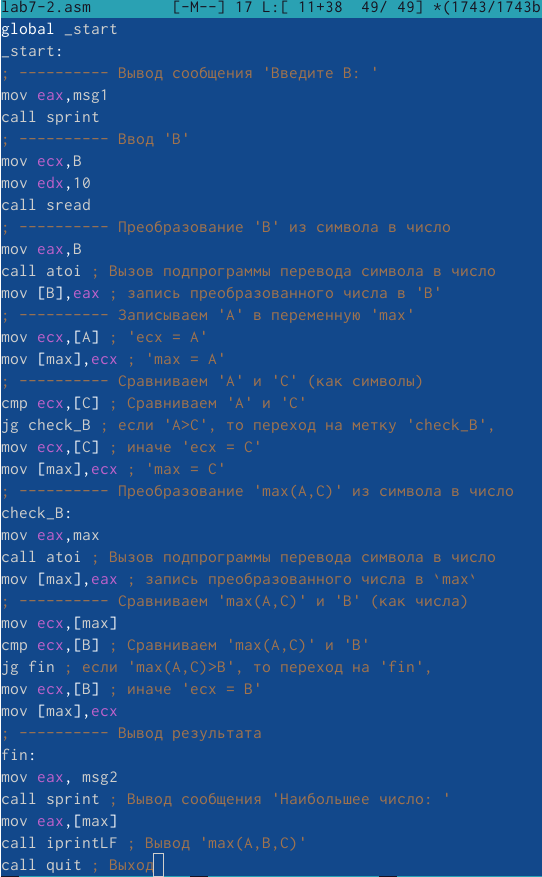 lab7-2.asm         [-M--] 17 L:[ 11+38  49/ 49] *(1743/1743b
global _start
_start:
; ---------- Вывод сообщения 'Введите B: '
mov eax,msg1
call sprint
; ---------- Ввод 'B'
mov ecx,B
mov edx,10
call sread
; ---------- Преобразование 'B' из символа в число
mov eax,B
call atoi ; Вызов подпрограммы перевода символа в число
mov [B],eax ; запись преобразованного числа в 'B'
; ---------- Записываем 'A' в переменную 'max'
mov ecx,[A] ; 'ecx = A'
mov [max],ecx ; 'max = A'
; ---------- Сравниваем 'A' и 'С' (как символы)
cmp ecx,[C] ; Сравниваем 'A' и 'С'
jg check_B ; если 'A>C', то переход на метку 'check_B',
mov ecx,[C] ; иначе 'ecx = C'
mov [max],ecx ; 'max = C'
; ---------- Преобразование 'max(A,C)' из символа в число
check_B:
mov eax,max
call atoi ; Вызов подпрограммы перевода символа в число
mov [max],eax ; запись преобразованного числа в `max`
; ---------- Сравниваем 'max(A,C)' и 'B' (как числа)
mov ecx,[max]
cmp ecx,[B] ; Сравниваем 'max(A,C)' и 'B'
jg fin ; если 'max(A,C)>B', то переход на 'fin',
mov ecx,[B] ; иначе 'ecx = B'
mov [max],ecx
; ---------- Вывод результата
fin:
mov eax, msg2
call sprint ; Вывод сообщения 'Наибольшее число: '
mov eax,[max]
call iprintLF ; Вывод 'max(A,B,C)'
call quit ; Выход